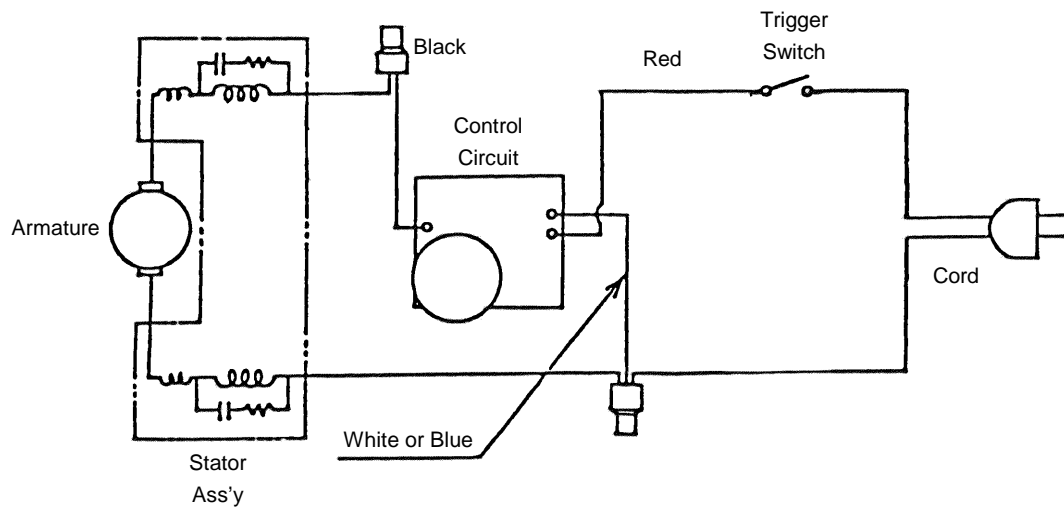 Trigger
Switch
Black
Red
Control
Circuit
Armature
Cord
White or Blue
Stator
Ass'y